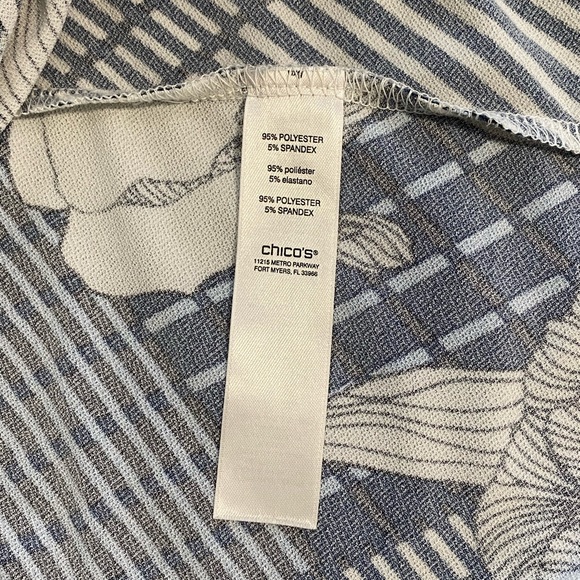 95% POLYESTER
5% SPANDEX
95% poliéster
5% elastano
95% POLYESTER
5% SPANDEX
chico's®
11215 METRO PARKWAY
FORT MYERS, FL 33966